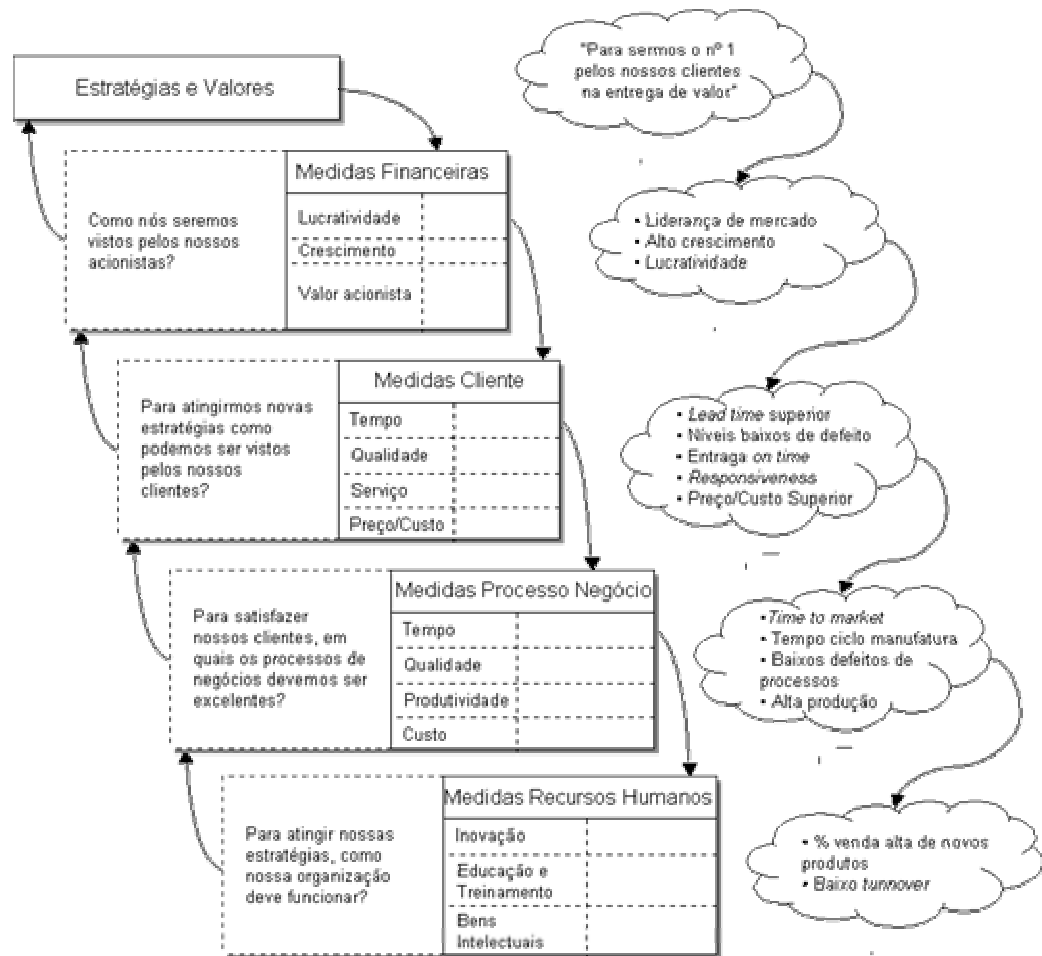 Estratégias e Valores
"Para sermos o nº 1
pelos nossos clientes
na entrega de valor"
Como nós seremos
vistos pelos nossos
acionistas?
Medidas Financeiras
Lucratividade
Crescimento
Valor acionista
• Liderança de mercado
• Alto crescimento
• Lucratividade
Para atingirmos novas
estratégias como
podemos ser vistos
pelos nossos
clientes?
Medidas Cliente
Tempo
Qualidade
Serviço
Preço/Custo
• Lead time superior
• Níveis baixos de defeito
• Entraga on time
• Responsiveness
• Preço/Custo Superior
Para satisfazer
nossos clientes, em
quais os processos de
negócios devemos ser
excelentes?
Medidas Processo Negócio
Tempo
Qualidade
Produtividade
Custo
•Time to market
• Tempo ciclo manufatura
• Baixos defeitos de
processos
• Alta produção
Para atingir nossas
estratégias, como
nossa organização
deve funcionar?
Medidas Recursos Humanos
Inovação
Educação e
Treinamento
Bens
Intelectuais
• % venda alta de novos
produtos
• Baixo tunnover